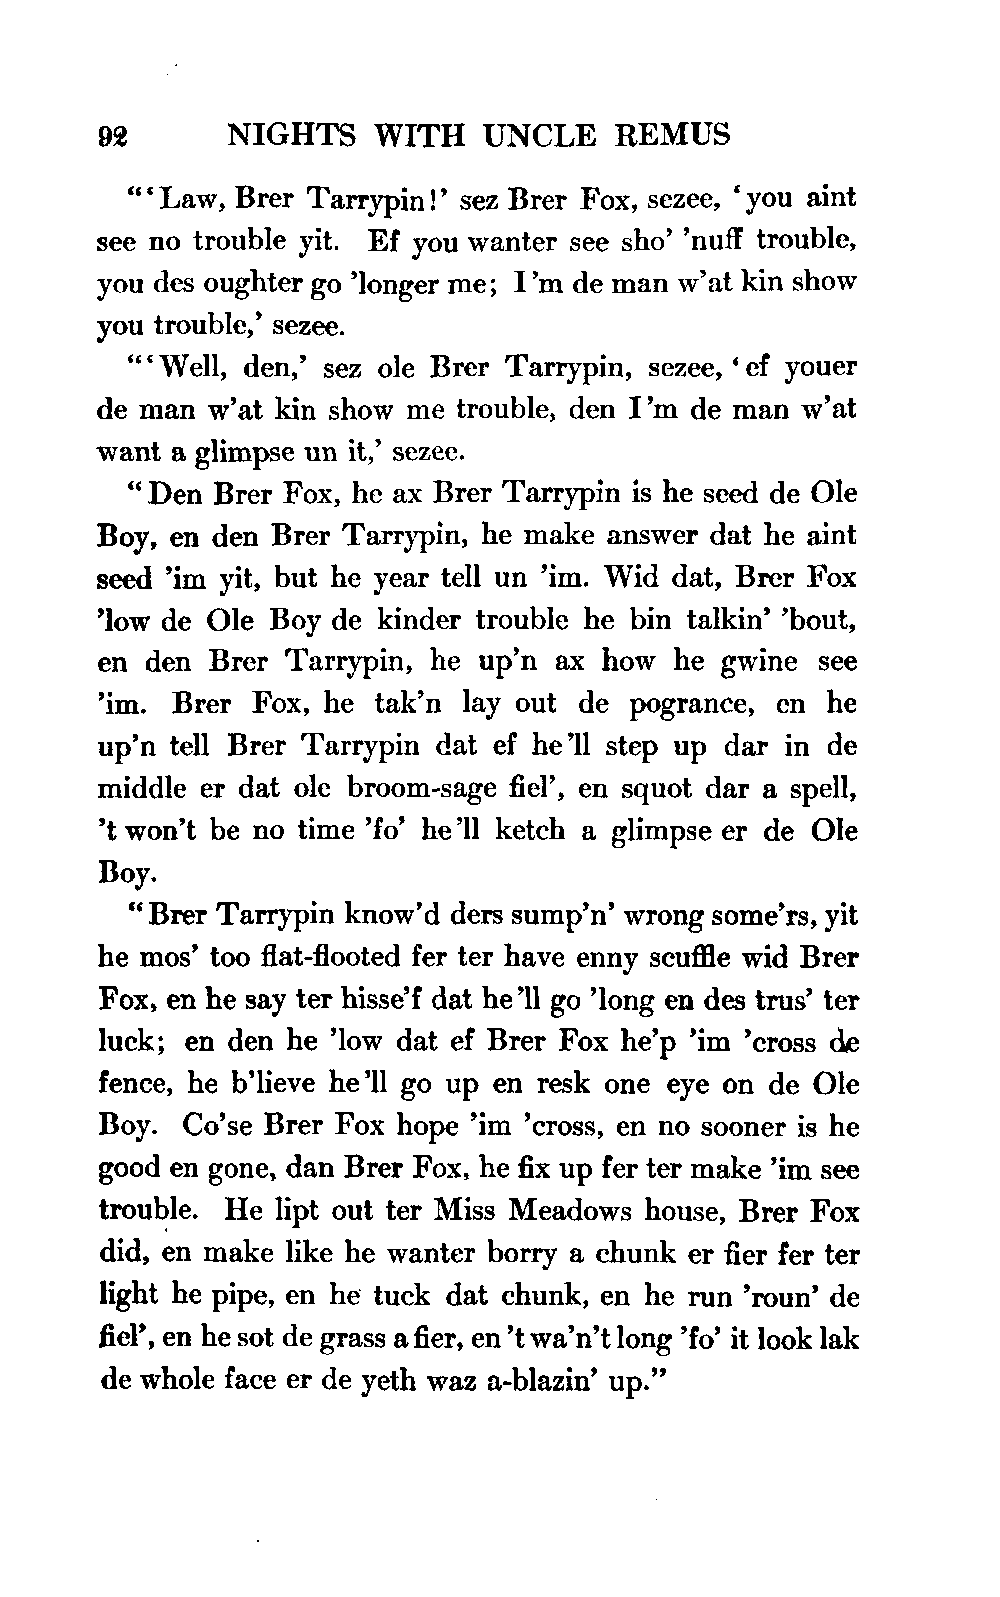 92 NIGHTS WITH UNCLE REMUS
“‘Law, Brer Tarrypin!’ sez Brer Fox, sezee, ‘you aint
see no trouble yit. Ef you wanter see sho’ ’nuff trouble,
you des oughter go ’longer me; I ’m de man w’at kin show
you trouble,’ sezee.
“‘Well, den,’ sez ole Brer Tarrypin, sezee, ‘ef youer
de man w’at kin show me trouble, den I ’m de man w’at
want a glimpse un it,’ sezee.
“Den Brer Fox, he ax Brer Tarrypin is he seed de Ole
Boy, en den Brer Tarrypin, he make answer dat he aint
seed ’im yit, but he year tell un ’im. Wid dat, Brer Fox
’low de Ole Boy de kinder trouble he bin talkin’ ’bout,
en den Brer Tarrypin, he up’n ax how he gwine see
’im. Brer Fox, he tak’n lay out de pogrance, en he
up’n tell Brer Tarrypin dat ef he ’ll step up dar in de
middle er dat ole broom-sage fiel’, en squot dar a spell,
’t won’t be no time ’fo’ he ’ll ketch a glimpse er de Ole
Boy.
“Brer Tarrypin know’d ders sump’n’ wrong some’rs, yit
he mos’ too flat-flooted fer ter have enny scuffle wid Brer
Fox, en he say ter hisse’f dat he ’ll go ’long en des trus’ ter
luck; en den he ’low dat ef Brer Fox he’p ’im ’cross de
fence, he b’lieve he ’ll go up en resk one eye on de Ole
Boy. Co’se Brer Fox hope ’im ’cross, en no sooner is he
good en gone, dan Brer Fox, he fix up fer ter make ’im see
trouble. He lipt out ter Miss Meadows house, Brer Fox
did, en make like he wanter borry a chunk er fier fer ter
light he pipe, en he tuck dat chunk, en he run ’roun’ de
fiel’, en he sot de grass a fier, en ’t wa’n’t long ’fo’ it look lak
de whole face er de yeth waz a-blazin’ up.”